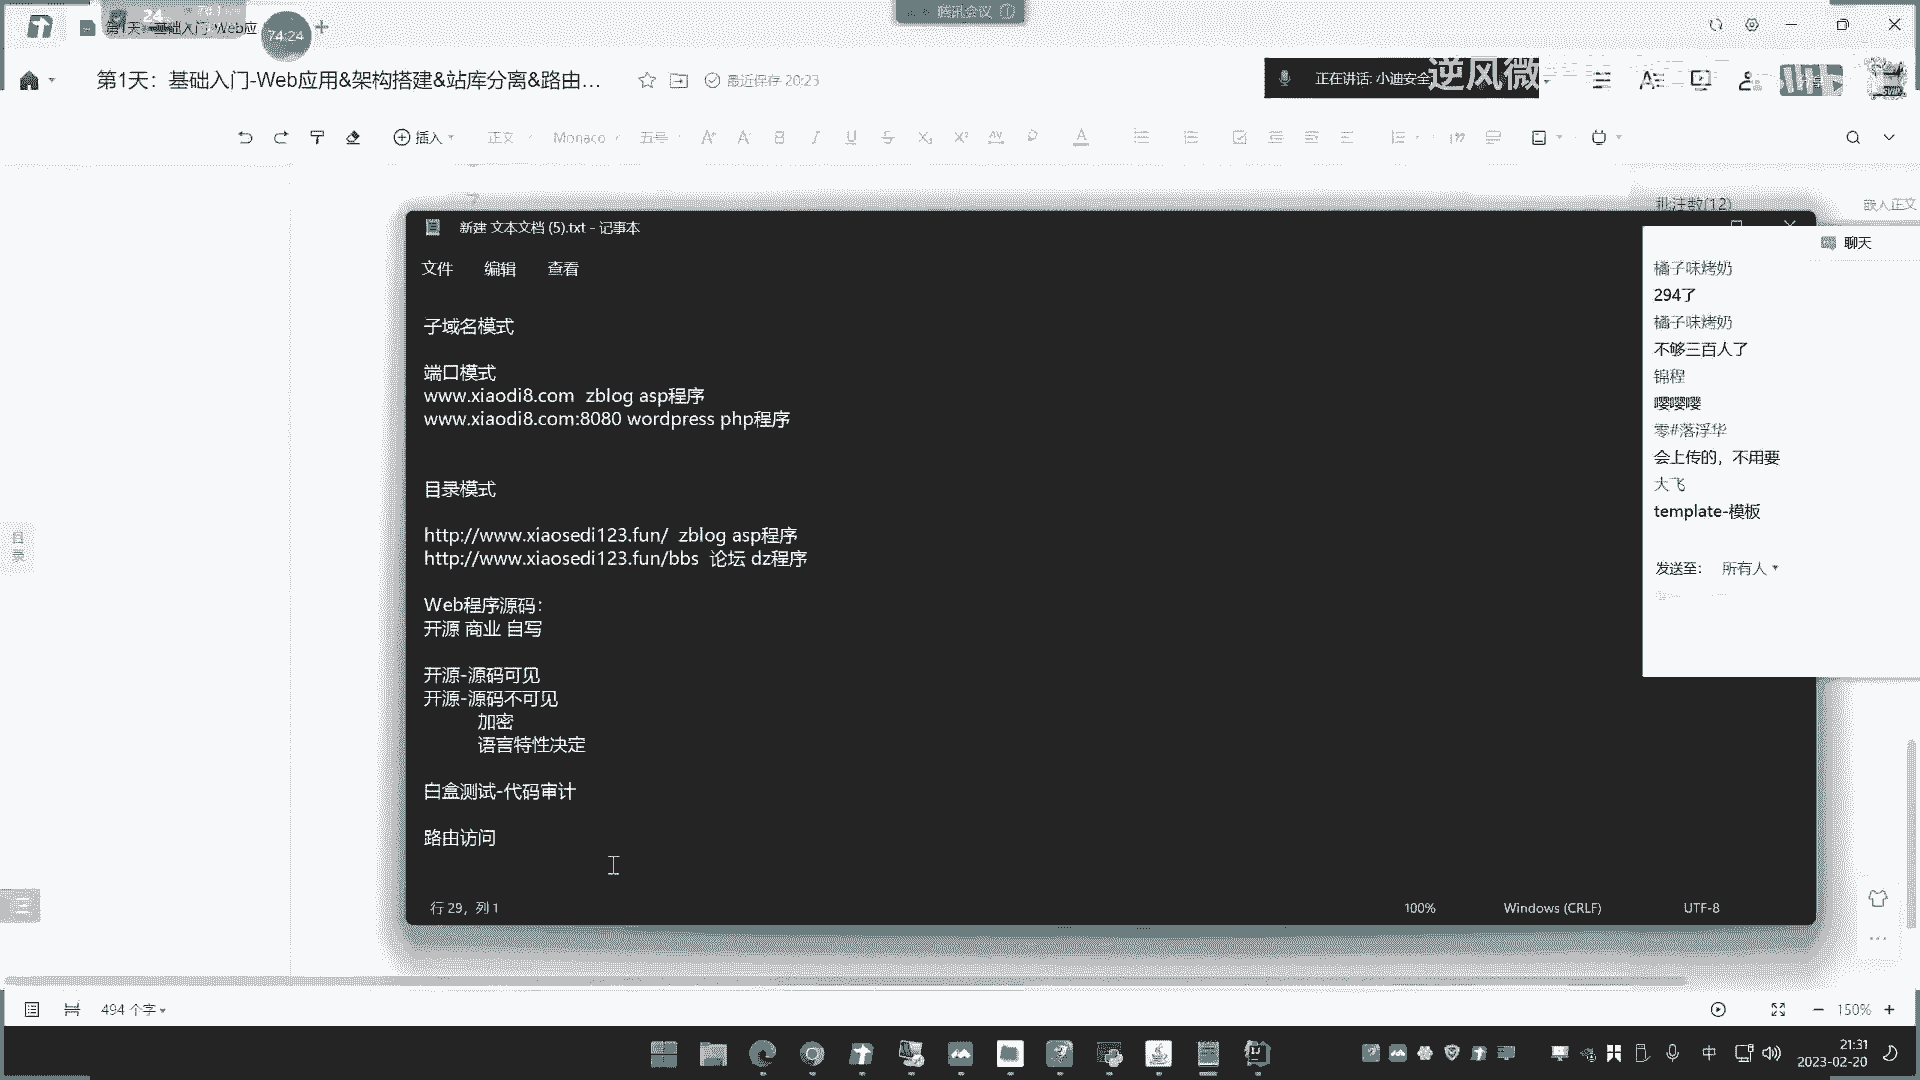 24
第1天: 基础入门-Web应
74:24
腾讯会议
第1天：基础入门-Web应用&架构搭建&站库分离&路由...
最近保存 20:23
正在讲话: 小迪安全
逆风微
插入
正文
Monaco
五号
批注数(12)
嵌入正文
新建 文本文档 (5).txt - 记事本
文件 编辑 查看
子域名模式
端口模式
www.xiaodi8.com zblog asp程序
www.xiaodi8.com:8080 wordpress php程序
目录模式
http://www.xiaosedi123.fun/ zblog asp程序
http://www.xiaosedi123.fun/bbs 论坛 dz程序
Web程序源码：
开源 商业 自写
开源-源码可见
开源-源码不可见
加密
语言特性决定
白盒测试-代码审计
路由访问
行 29，列 1
100%
Windows (CRLF)
UTF-8
聊天
橘子味烤奶
294了
橘子味烤奶
不够三百人了
锦程
嘤嘤嘤
零#落浮华
会上传的，不用要
大飞
template-模板
发送至： 所有人
目录
494 个字
150%
中
21:31
2023-02-20